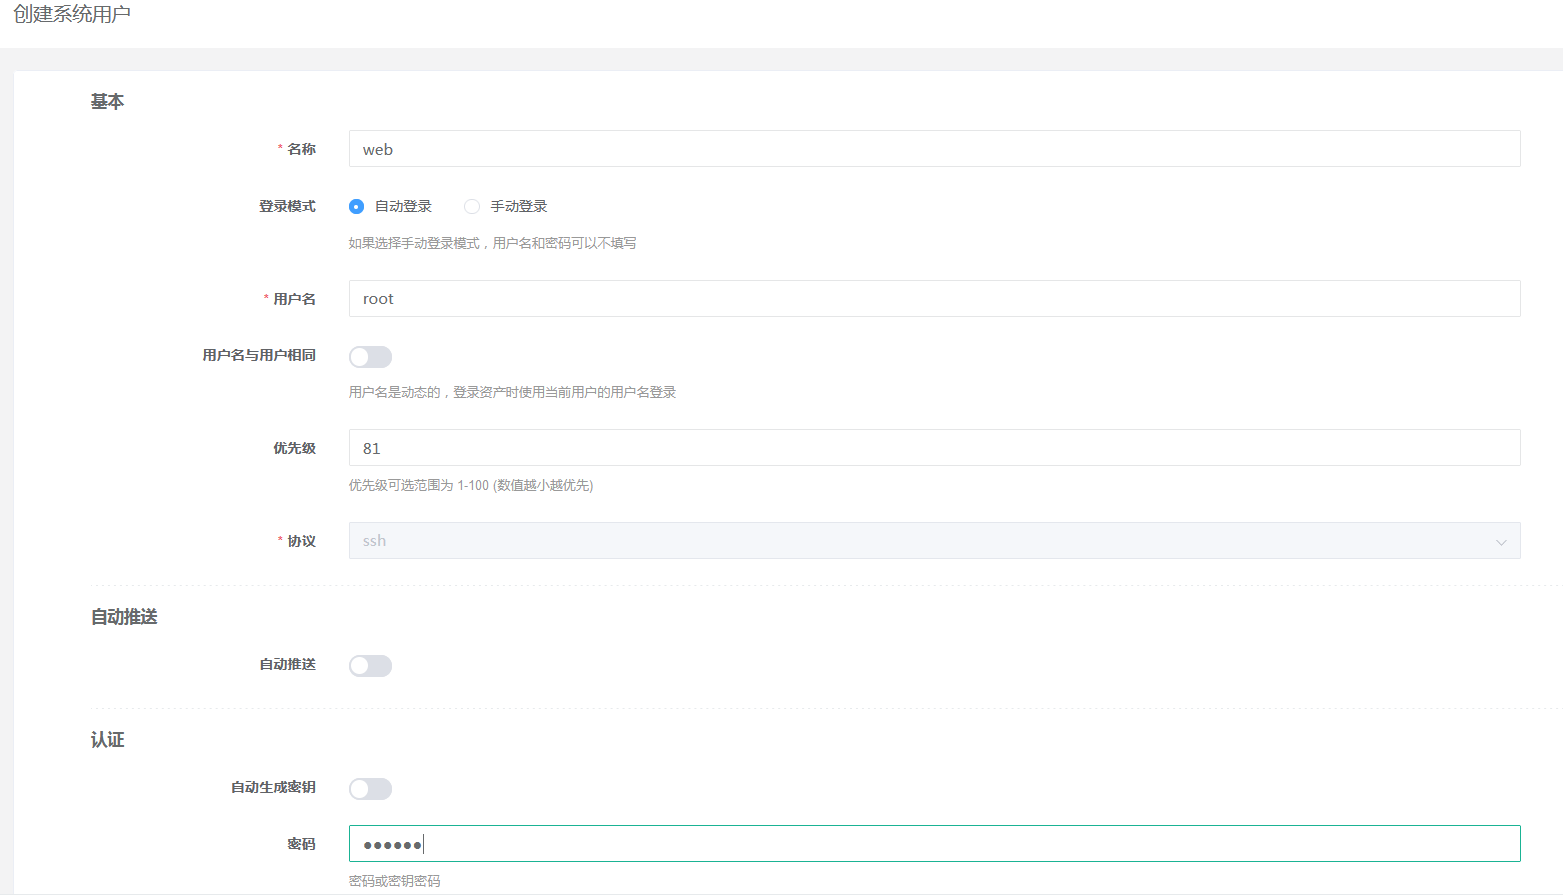 创建系统用户
基本
* 名称 web
登录模式 自动登录 手动登录
如果选择手动登录模式，用户名和密码可以不填写
* 用户名 root
用户名与用户相同
用户名是动态的，登录资产时使用当前用户的用户名登录
优先级 81
优先级可选范围为 1-100 (数值越小越优先)
* 协议 ssh
自动推送
自动推送
认证
自动生成密钥
密码 ●●●●●●
密码或密钥密码